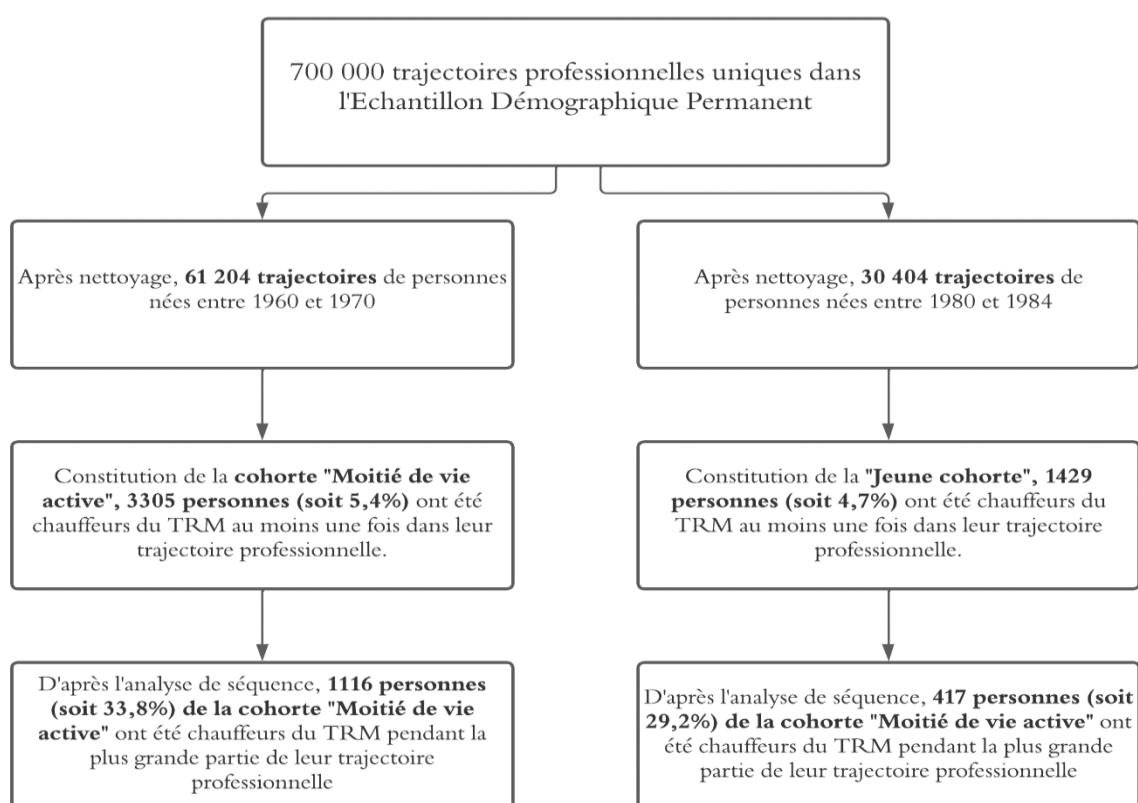 700 000 trajectoires professionnelles uniques dans
l'Echantillon Démographique Permanent
Après nettoyage, 61 204 trajectoires de personnes
nées entre 1960 et 1970
Après nettoyage, 30 404 trajectoires de
personnes nées entre 1980 et 1984
Constitution de la cohorte "Moitié de vie
active", 3305 personnes (soit 5,4%) ont été
chauffeurs du TRM au moins une fois dans leur
trajectoire professionnelle.
Constitution de la "Jeune cohorte", 1429
personnes (soit 4,7%) ont été chauffeurs du
TRM au moins une fois dans leur trajectoire
professionnelle.
D'après l'analyse de séquence, 1116 personnes
(soit 33,8%) de la cohorte "Moitié de vie
active" ont été chauffeurs du TRM pendant la
plus grande partie de leur trajectoire
professionnelle
D'après l'analyse de séquence, 417 personnes (soit
29,2%) de la cohorte "Moitié de vie active" ont
été chauffeurs du TRM pendant la plus grande
partie de leur trajectoire professionnelle